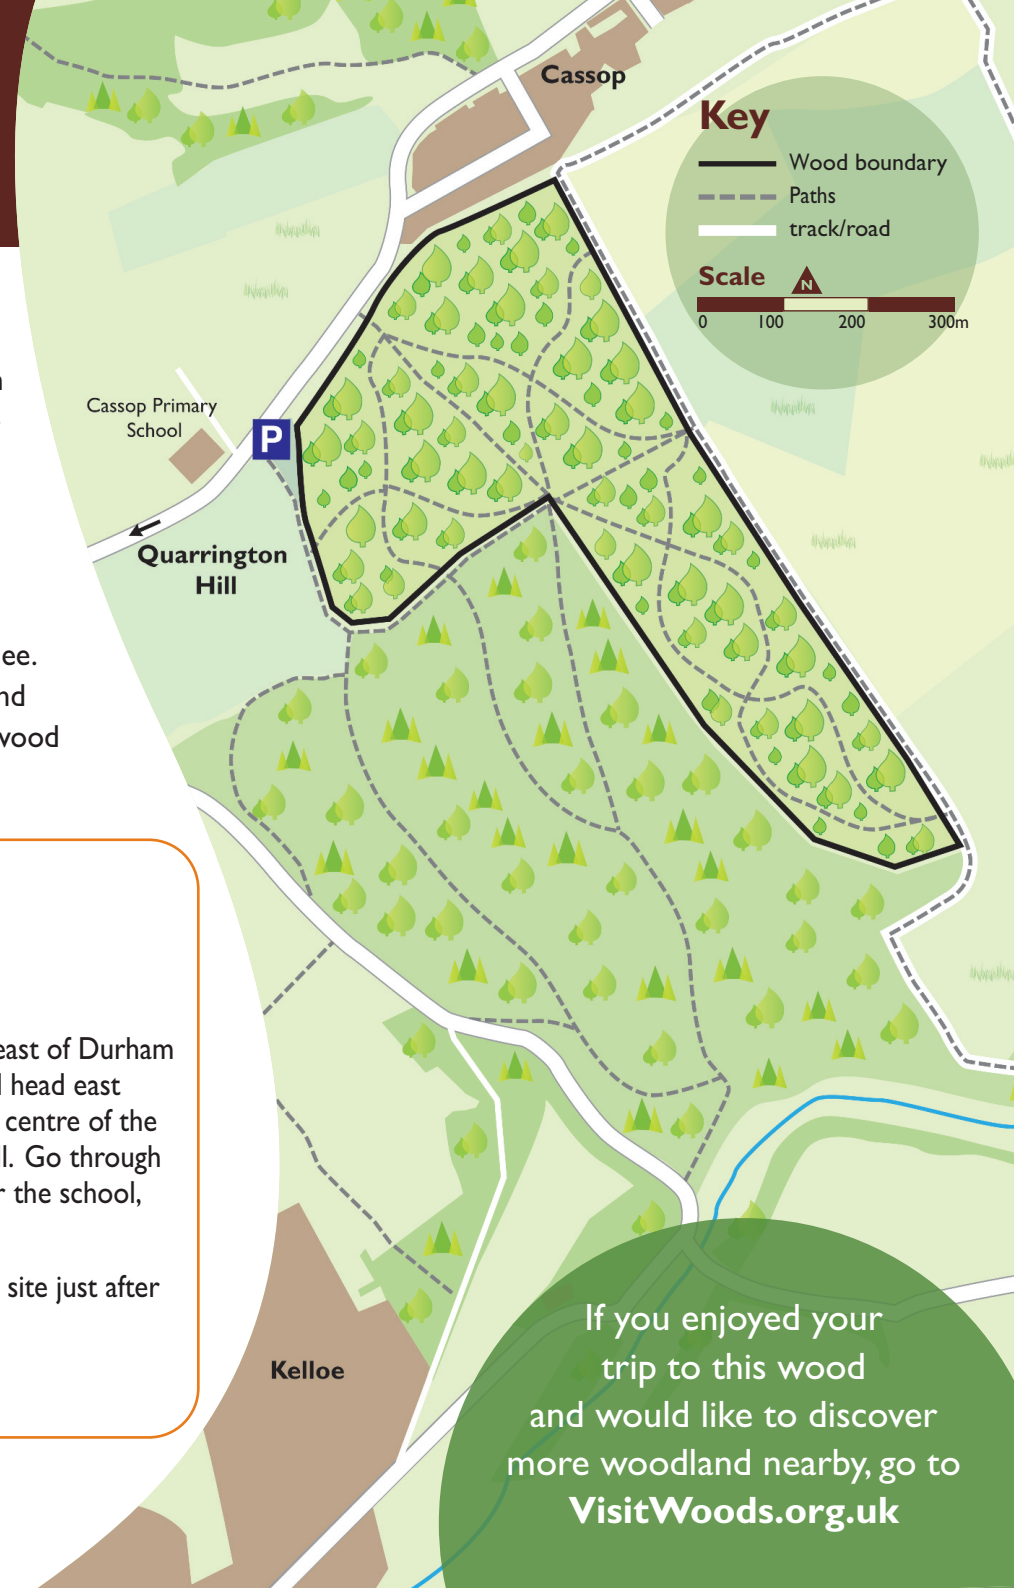 Cassop
Key
Wood boundary
Paths
track/road
Scale
N
0 100 200 300m
Cassop Primary
School
P
Quarrington
Hill
ee.
nd
wood
east of Durham
head east
centre of the
ll. Go through
r the school,
site just after
Kelloe
If you enjoyed your
trip to this wood
and would like to discover
more woodland nearby, go to
VisitWoods.org.uk